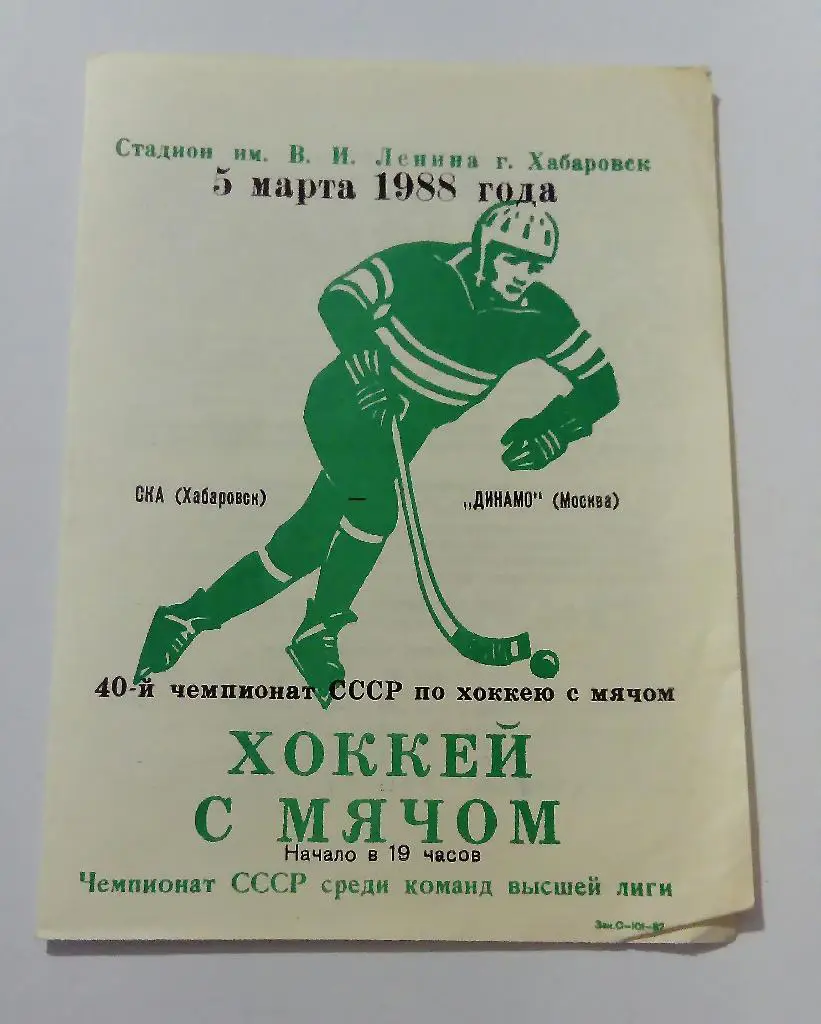 Стадион им. В. И. Ленина г. Хабаровск
5 марта 1988 года
СКА (Хабаровск) — „ДИНАМО" (Москва)
40-й чемпионат СССР по хоккею с мячом
ХОККЕЙ
С МЯЧОМ
Начало в 19 часов
Чемпионат СССР среди команд высшей лиги